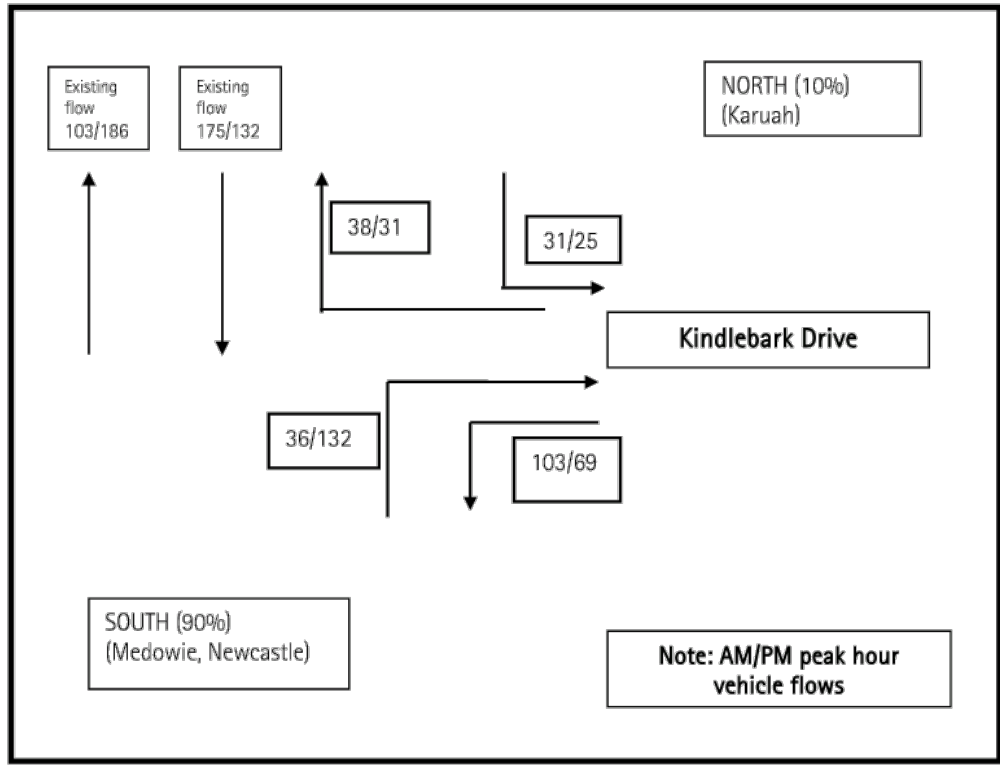 Existing
flow
103/186
Existing
flow
175/132
NORTH (10%)
(Karuah)
38/31
31/25
Kindlebark Drive
36/132
103/69
SOUTH (90%)
(Medowie, Newcastle)
Note: AM/PM peak hour
vehicle flows